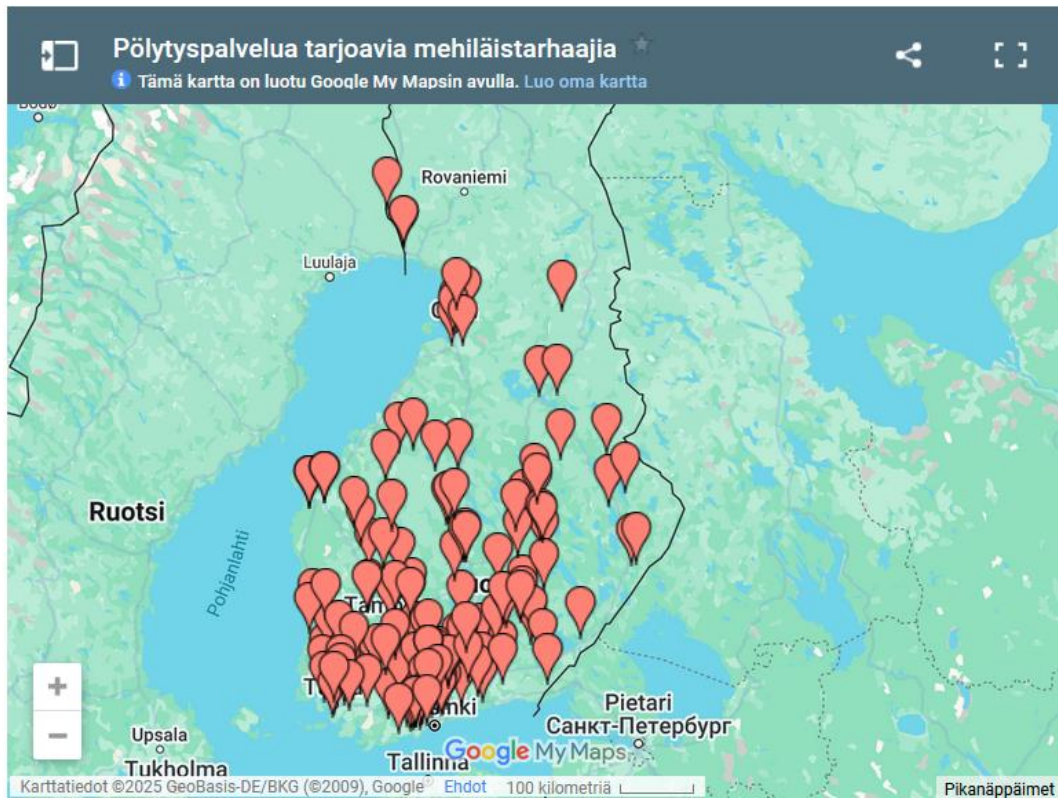 Pölytyspalvelua tarjoavia mehiläistarhaajia
Tämä kartta on luotu Google My Mapsin avulla. Luo oma kartta
Rovaniemi
Luulaja
Ruotsi
Pohjanlahti
Pietari
Санкт-Петербург
Upsala
Tukholma
Tallinna
Google My Maps
Karttatiedot ©2025 GeoBasis-DE/BKG (©2009), Google Ehdot 100 kilometriä
Pikanäppäimet